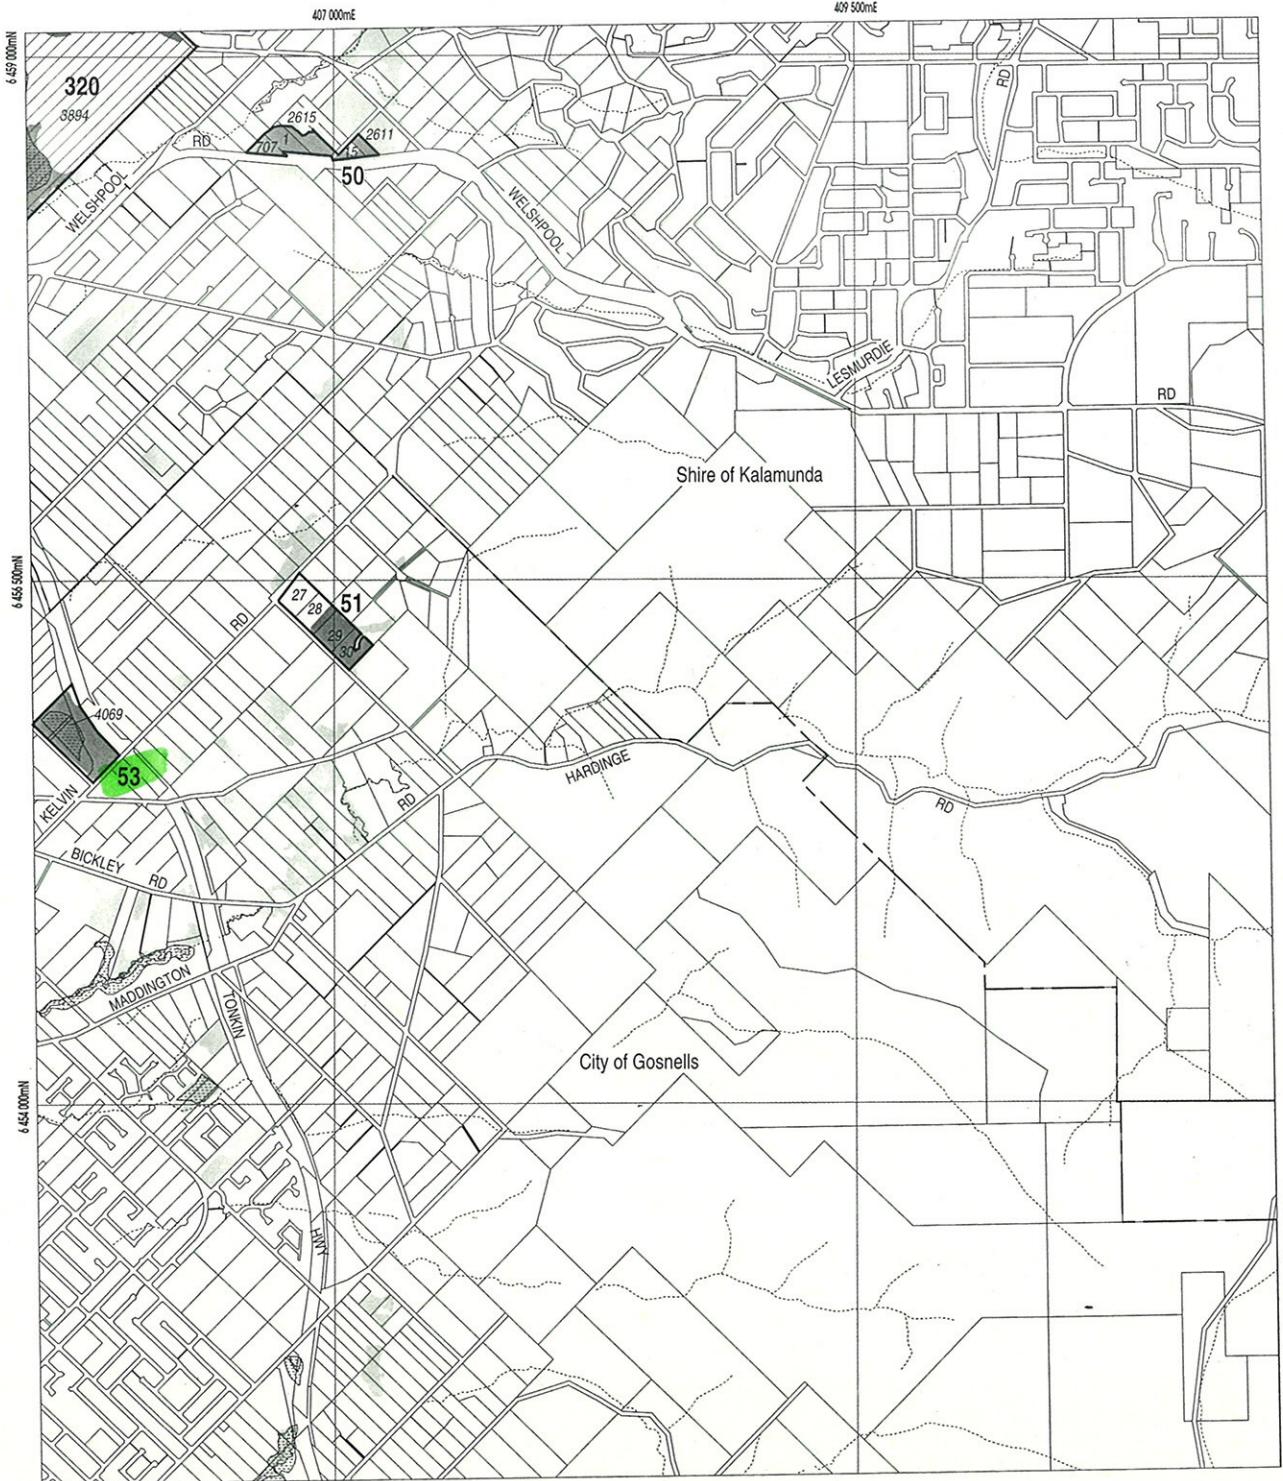 407 000mE
409 500mE
6 459 000mN
320
3894
RD
2615
707
1
2611
15
50
WELSHPOOL
WELSHPOOL
RD
LESMURDIE
RD
Shire of Kalamunda
6 456 500mN
27
28
51
29
30
RD
4069
53
KELVIN
HARDINGE
RD
RD
BICKLEY
RD
MADDINGTON
TONKIN
City of Gosnells
6 454 000mN
HWY